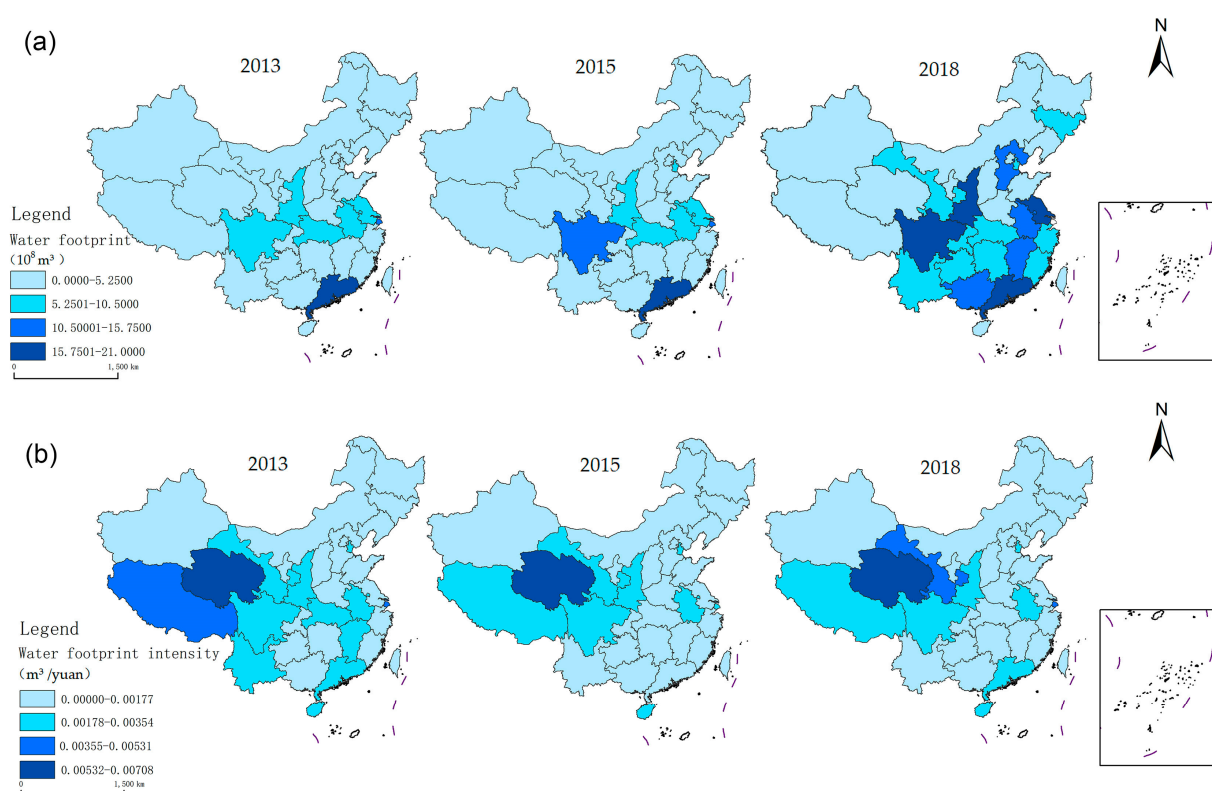 (a)
2013
2015
2018
N
Legend
Water footprint
(10⁸m³)
0.0000-5.2500
5.2501-10.5000
10.50001-15.7500
15.7501-21.0000
0 1,500 km
(b)
2013
2015
2018
N
Legend
Water footprint intensity
(m³/yuan)
0.00000-0.00177
0.00178-0.00354
0.00355-0.00531
0.00532-0.00708
0 1,500 km